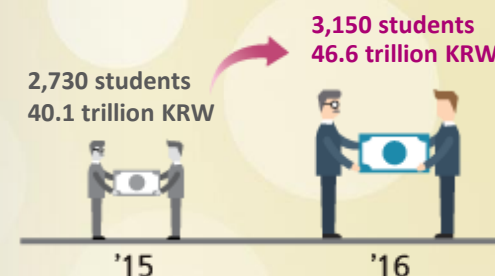 3,150 students
46.6 trillion KRW
2,730 students
40.1 trillion KRW
'15
'16